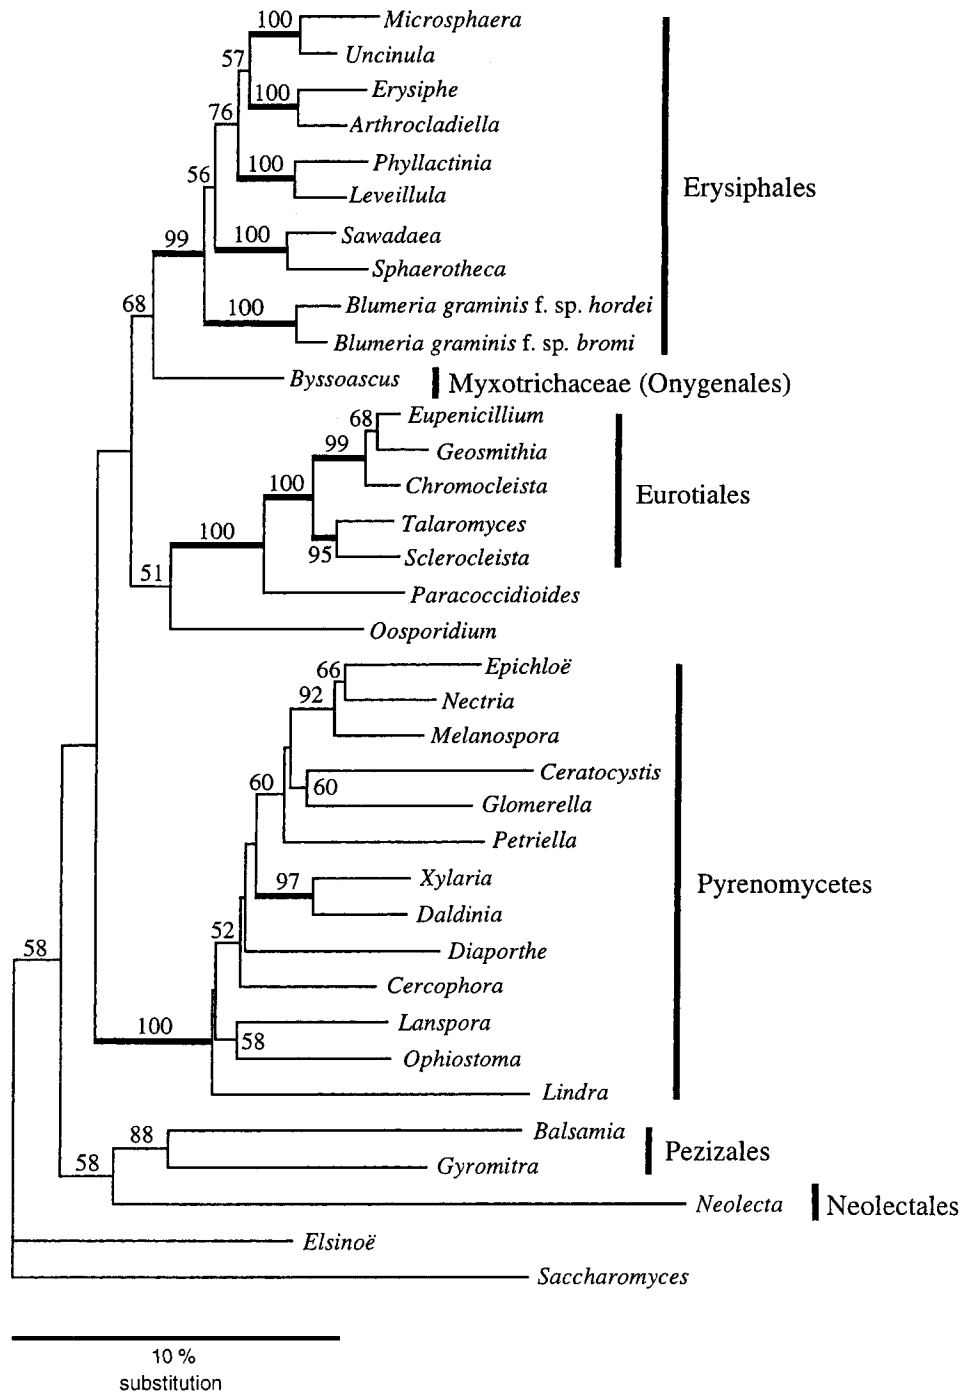 100
Microsphaera
57
Uncinula
100
Erysiphe
76
Arthrocladiella
100
Phyllactinia
56
Leveillula
Erysiphales
99
100
Sawadaea
Sphaerotheca
68
100
Blumeria graminis f. sp. hordei
Blumeria graminis f. sp. bromi
Byssoascus
Myxotrichaceae (Onygenales)
68
Eupenicillium
99
Geosmithia
100
Chromocleista
Eurotiales
100
Talaromyces
95
Sclerocleista
51
Paracoccidioides
Oosporidium
66
Epichloë
92
Nectria
Melanospora
60
Ceratocystis
60
Glomerella
Petriella
97
Xylaria
Pyrenomycetes
Daldinia
52
Diaporthe
58
Cercophora
100
Lanspora
58
Ophiostoma
Lindra
88
Balsamia
58
Gyromitra
Pezizales
Neolecta
Neolectales
Elsinoë
Saccharomyces
10 %
substitution